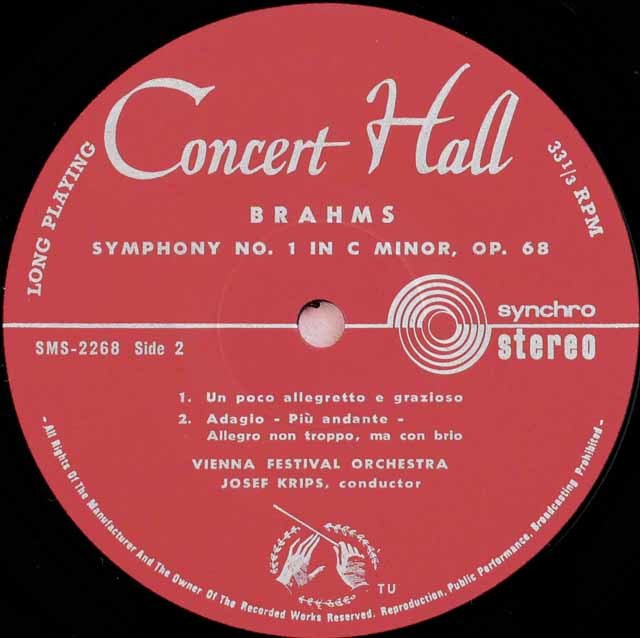 Concert Hall
LONG PLAYING
33 1/3 RPM
BRAHMS
SYMPHONY NO. 1 IN C MINOR, OP. 68
synchro
stereo
SMS-2268 Side 2
1. Un poco allegretto e grazioso
2. Adagio - Più andante -
Allegro non troppo, ma con brio
VIENNA FESTIVAL ORCHESTRA
JOSEF KRIPS, conductor
TU
- All Rights Of The Manufacturer And The Owner Of The Recorded Works Reserved. Reproduction, Public Performance, Broadcasting Prohibited -